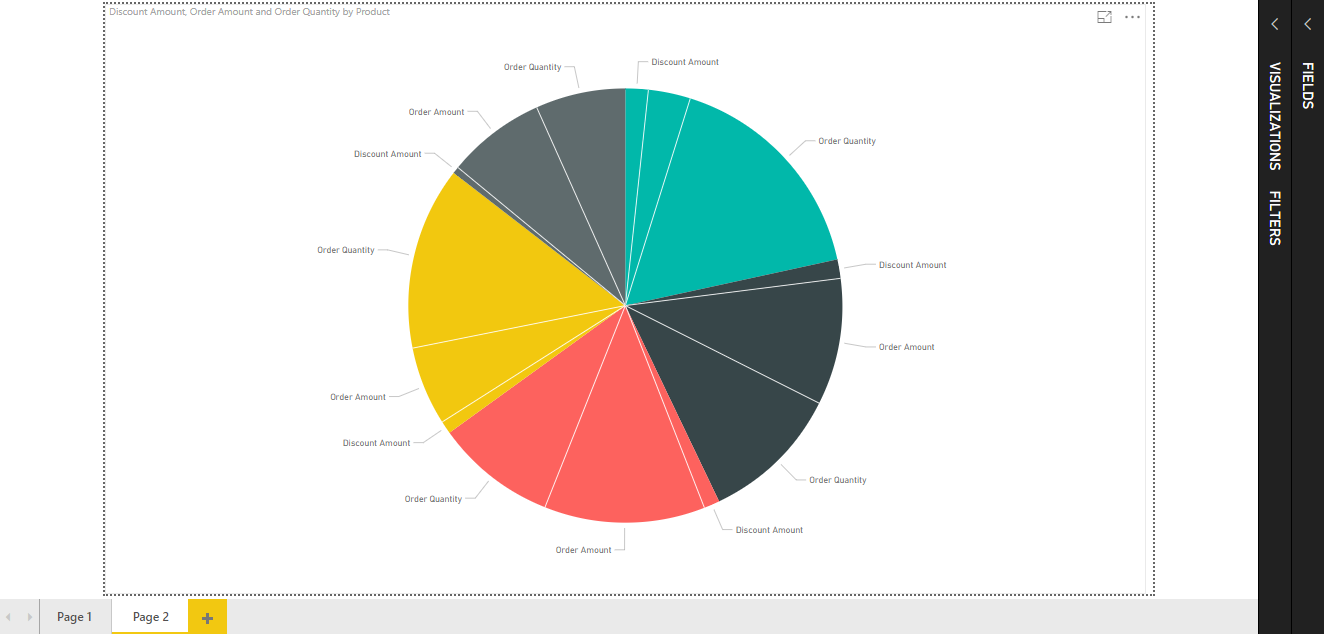 Discount Amount, Order Amount and Order Quantity by Product
Order Quantity
Discount Amount
Order Amount
Order Quantity
Discount Amount
Order Quantity
Discount Amount
Order Amount
Order Amount
Discount Amount
Order Quantity
Order Quantity
Discount Amount
Order Amount
VISUALIZATIONS
FILTERS
FIELDS
Page 1
Page 2
+